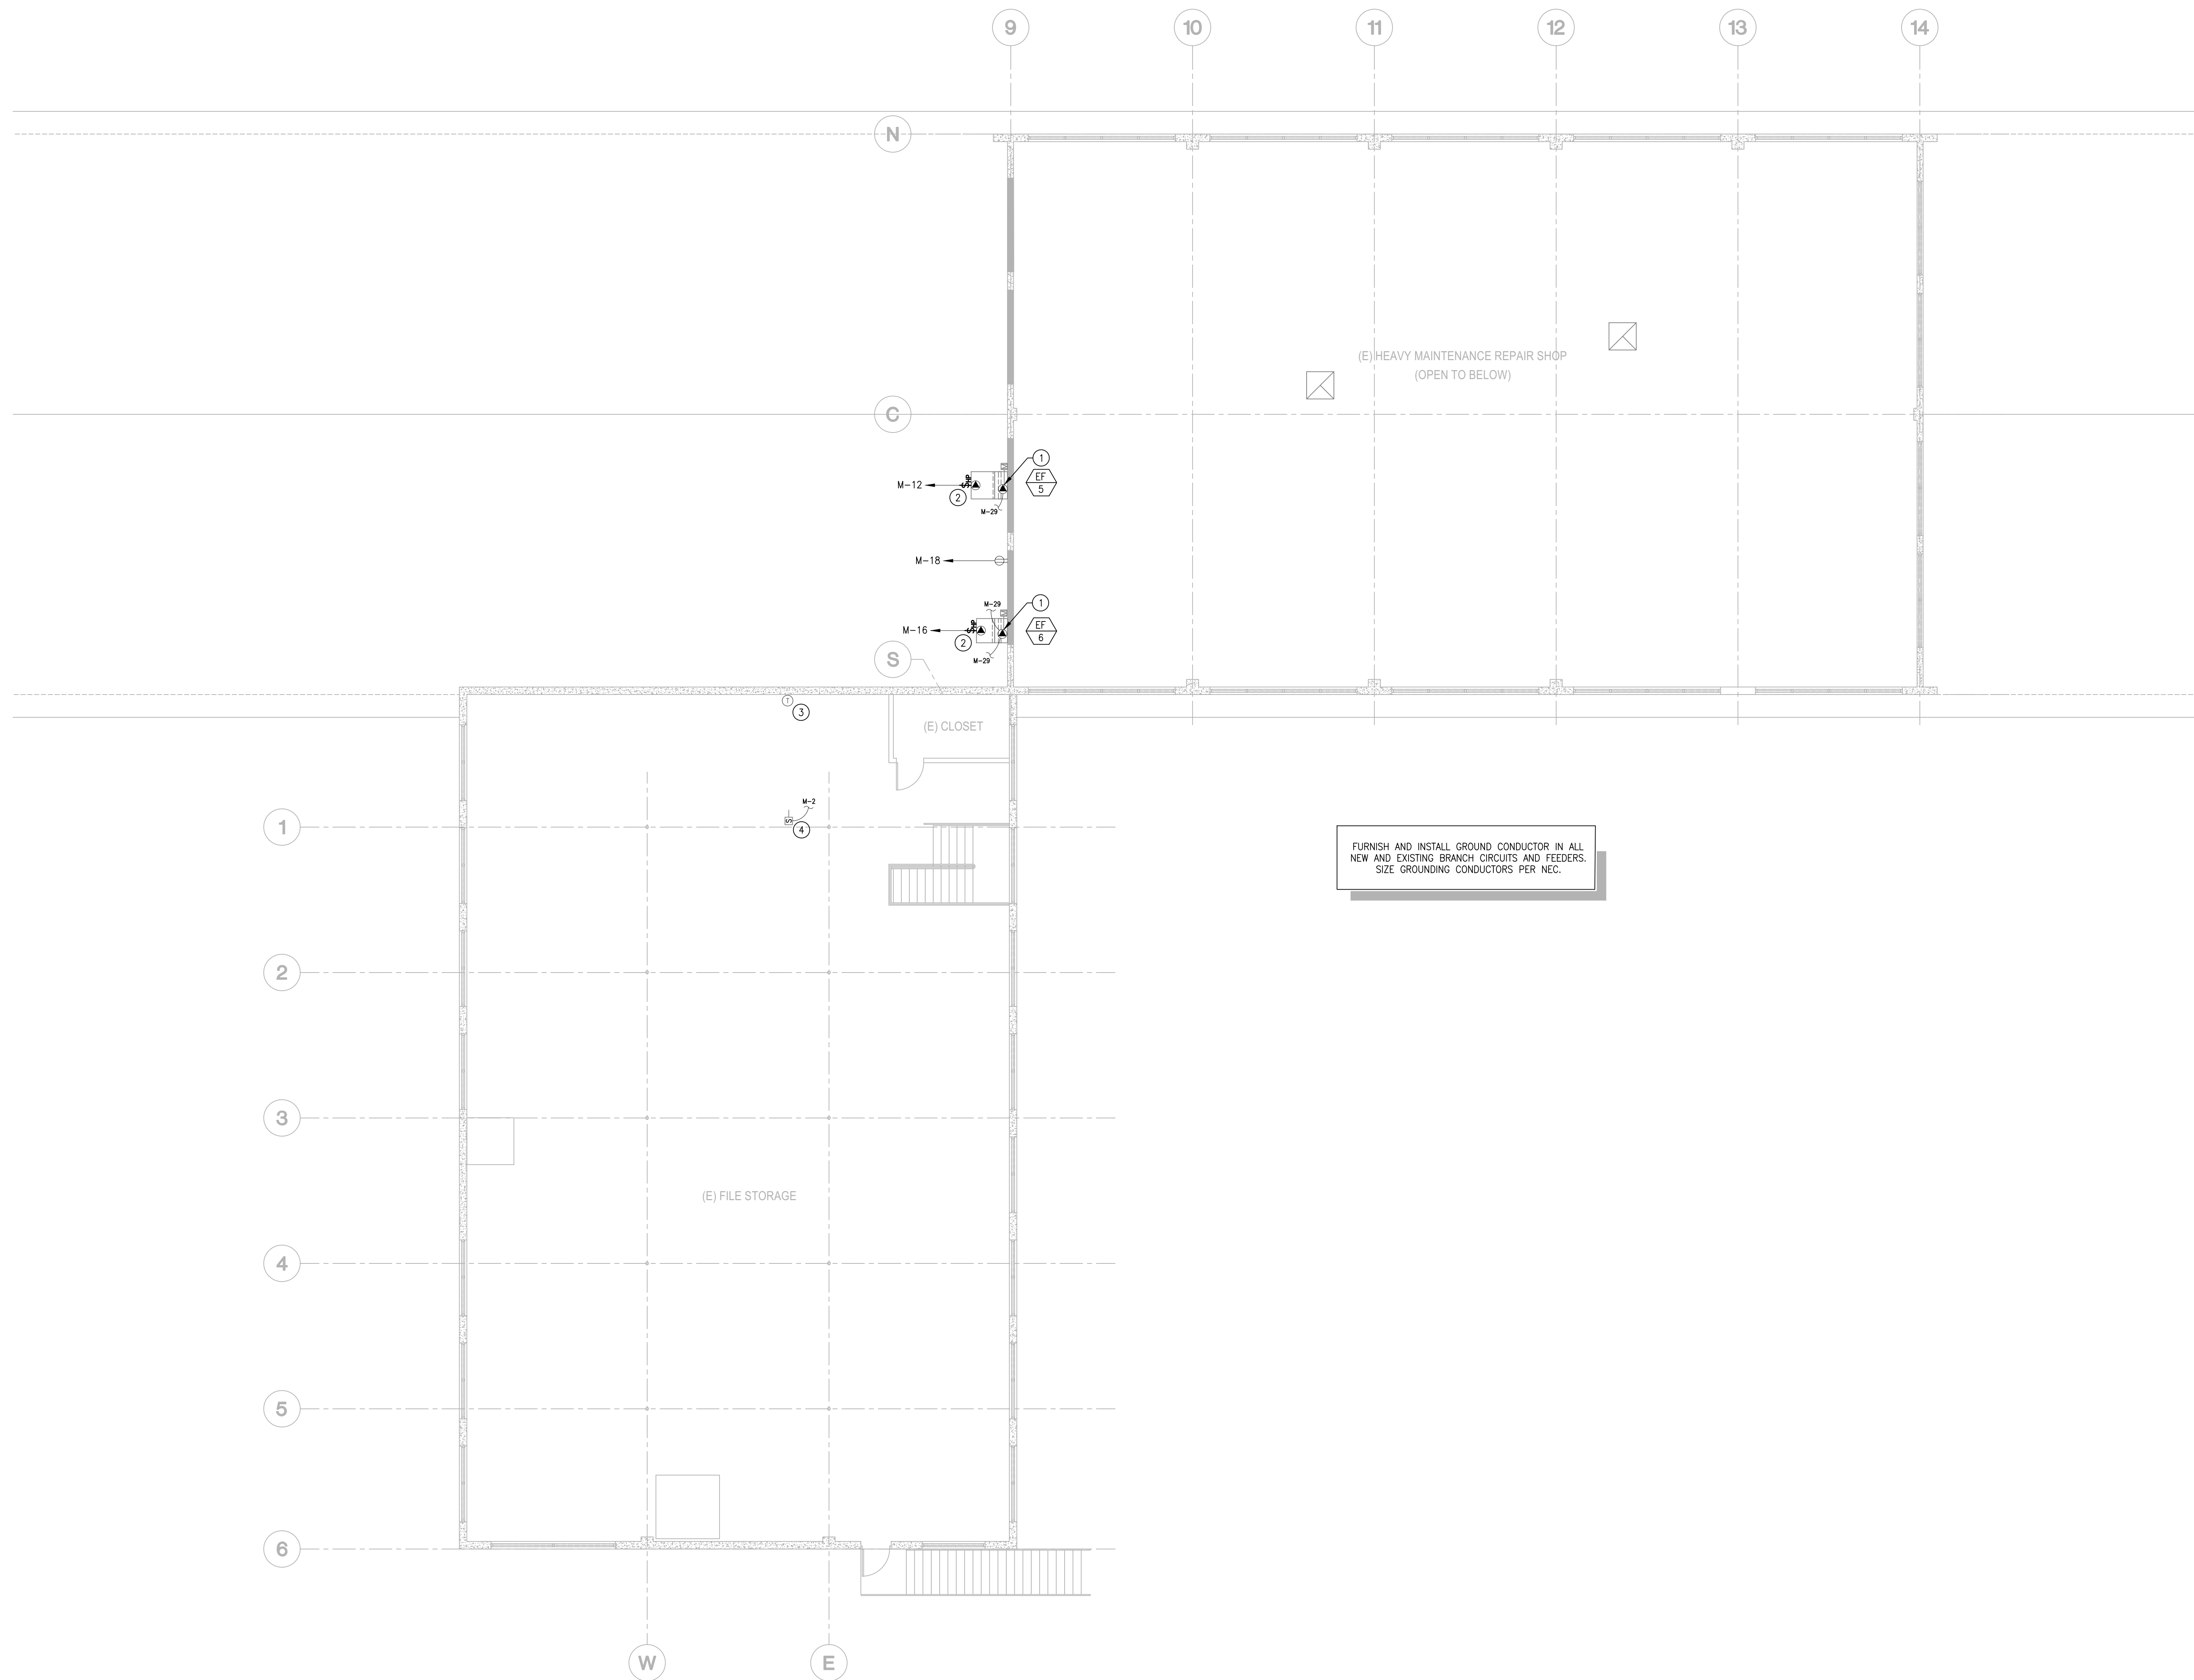 9
10
11
12
13
14
N
(E) HEAVY MAINTENANCE REPAIR SHOP
(OPEN TO BELOW)
C
1
EF
5
M-12
SHP
2
M
M-29
M-18
M-29
1
M
EF
6
M-16
SHP
2
M-29
S
T
3
(E) CLOSET
M-2
S
4
1
FURNISH AND INSTALL GROUND CONDUCTOR IN ALL
NEW AND EXISTING BRANCH CIRCUITS AND FEEDERS.
SIZE GROUNDING CONDUCTORS PER NEC.
2
3
(E) FILE STORAGE
4
5
6
W
E